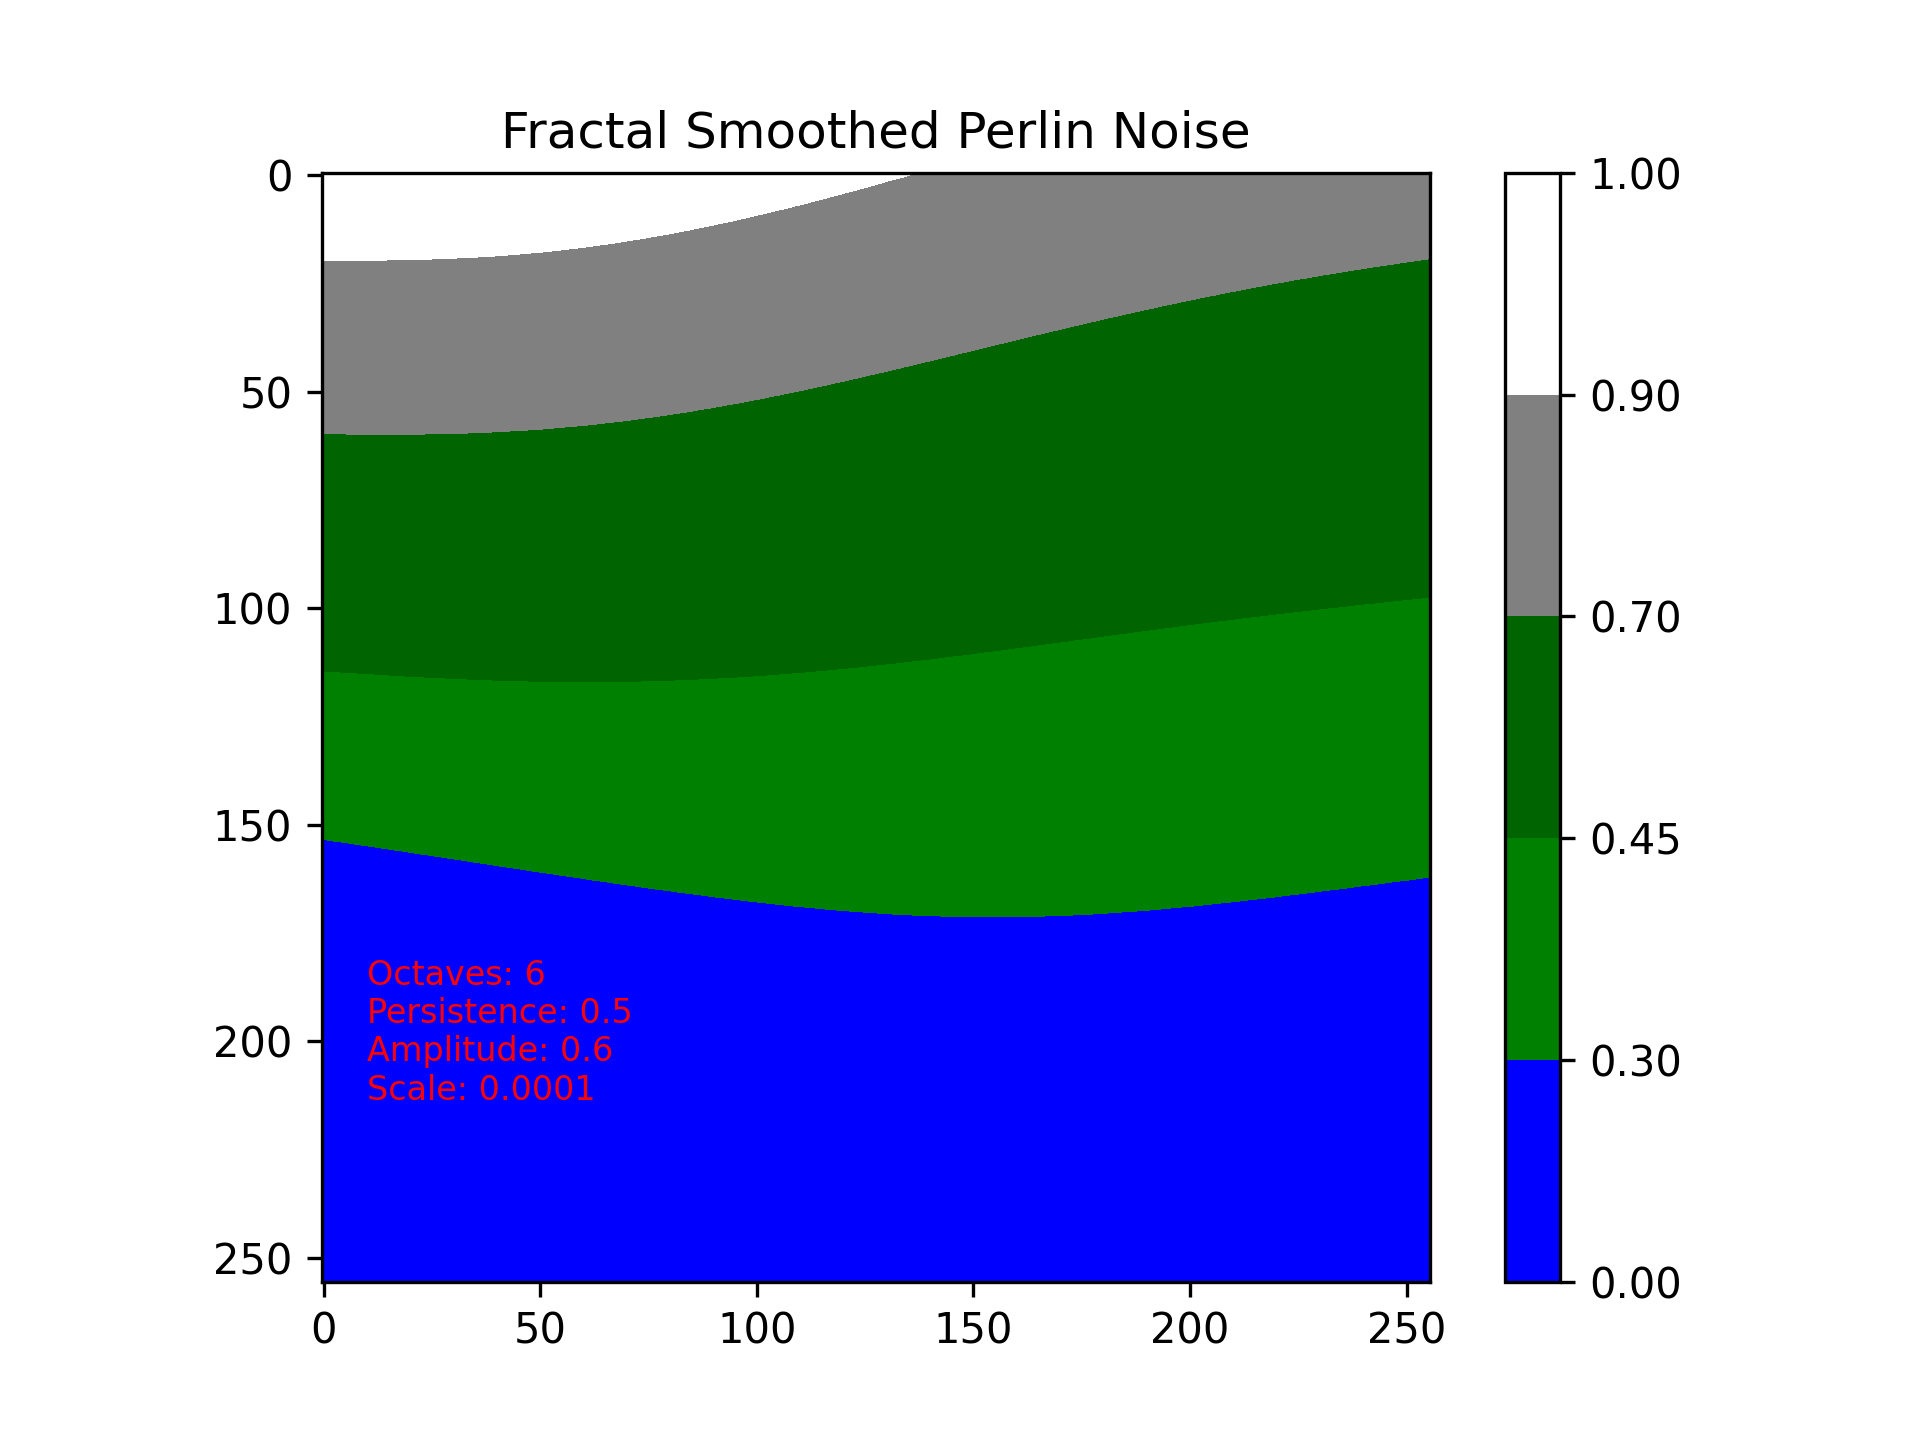 Fractal Smoothed Perlin Noise
0
50
100
150
200
250
0 50 100 150 200 250
Octaves: 6
Persistence: 0.5
Amplitude: 0.6
Scale: 0.0001
1.00
0.90
0.70
0.45
0.30
0.00